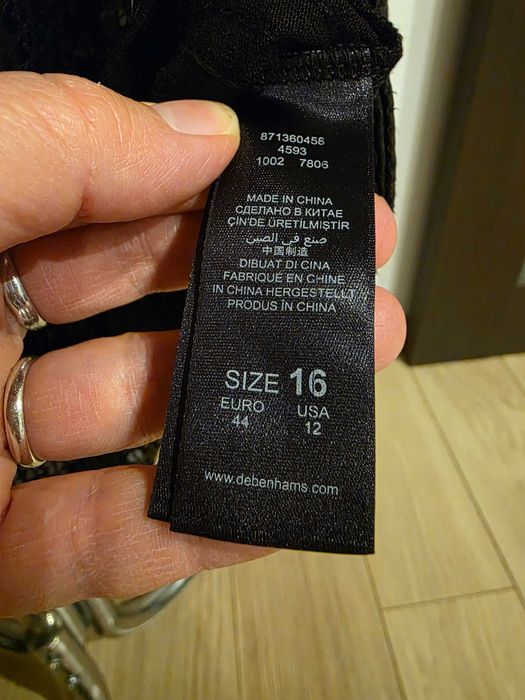 871360458
4593
1002 7806
MADE IN CHINA
СДЕЛАНО В КИТАЕ
ÇİN'DE ÜRETİLMİŞTİR
صنع في الصين
中国制造
DIBUAT DI CINA
FABRIQUÉ EN CHINE
IN CHINA HERGESTELLT
PRODUS ÎN CHINA
SIZE 16
EURO USA
44 12
www.debenhams.com